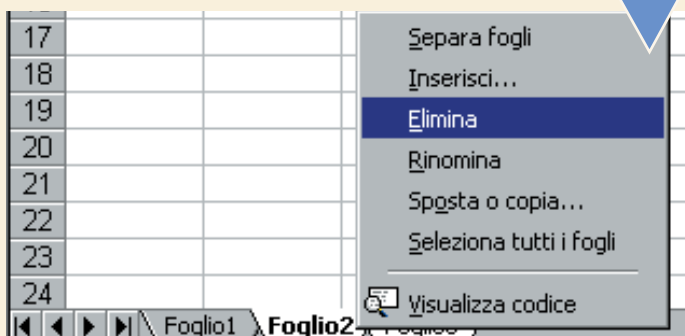 17
18
19
20
21
22
23
24
Separa fogli
Inserisci...
Elimina
Rinomina
Sposta o copia...
Seleziona tutti i fogli
Visualizza codice
Foglio1 Foglio2